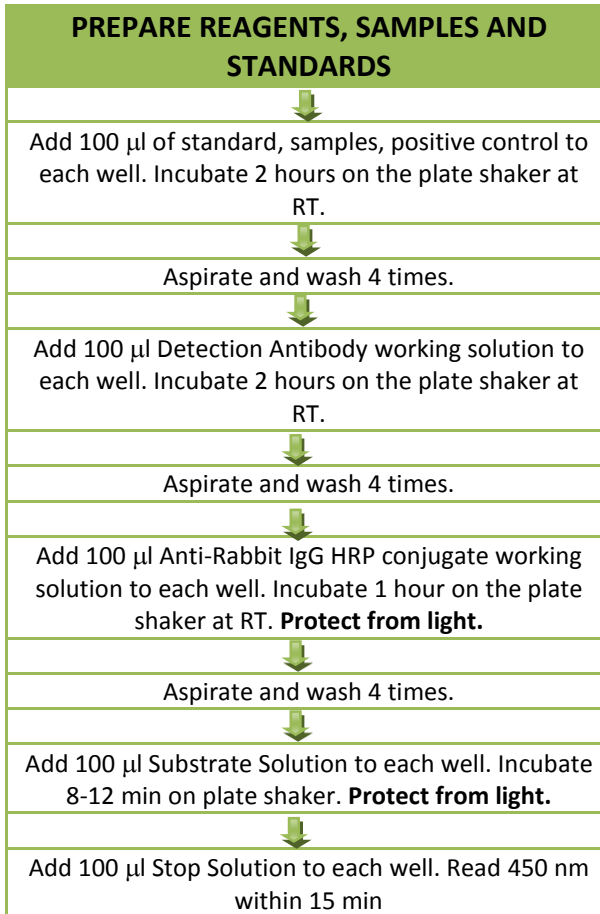 PREPARE REAGENTS, SAMPLES AND
STANDARDS
Add 100 μl of standard, samples, positive control to
each well. Incubate 2 hours on the plate shaker at
RT.
Aspirate and wash 4 times.
Add 100 μl Detection Antibody working solution to
each well. Incubate 2 hours on the plate shaker at
RT.
Aspirate and wash 4 times.
Add 100 μl Anti-Rabbit IgG HRP conjugate working
solution to each well. Incubate 1 hour on the plate
shaker at RT. Protect from light.
Aspirate and wash 4 times.
Add 100 μl Substrate Solution to each well. Incubate
8-12 min on plate shaker. Protect from light.
Add 100 μl Stop Solution to each well. Read 450 nm
within 15 min